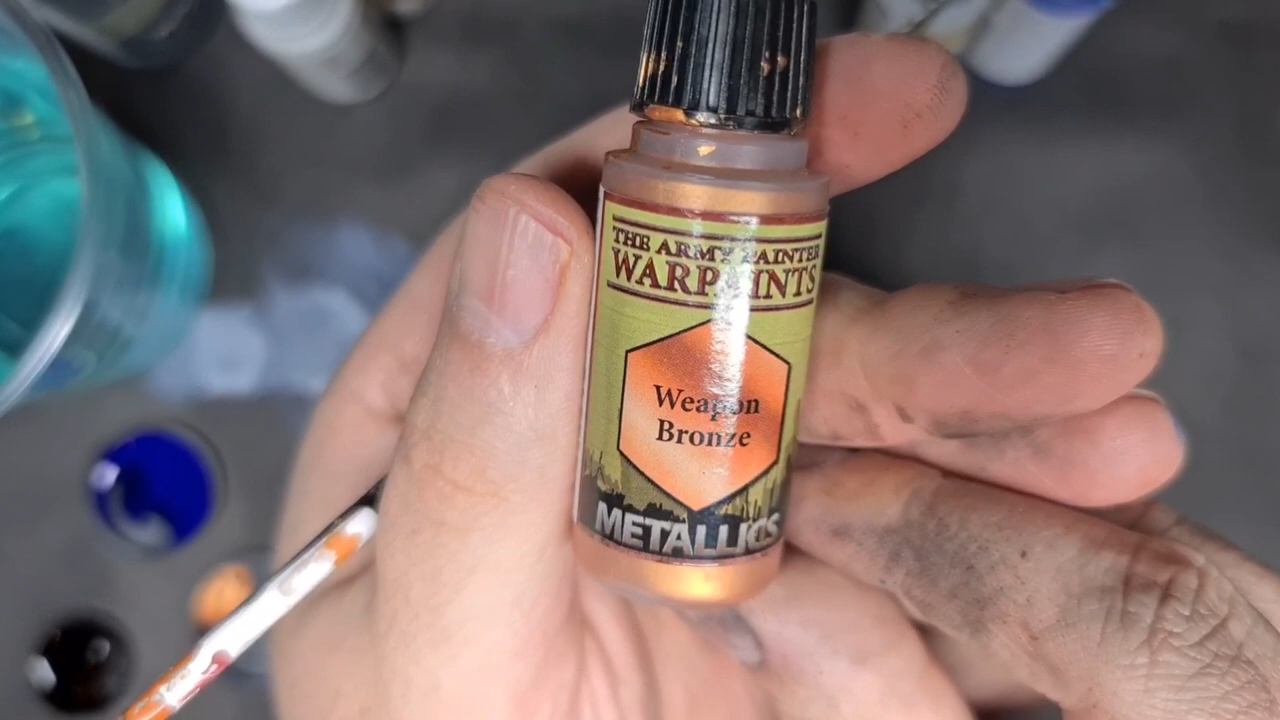 THE ARMY PAINTER
WARPAINTS
Weapon
Bronze
METALLICS